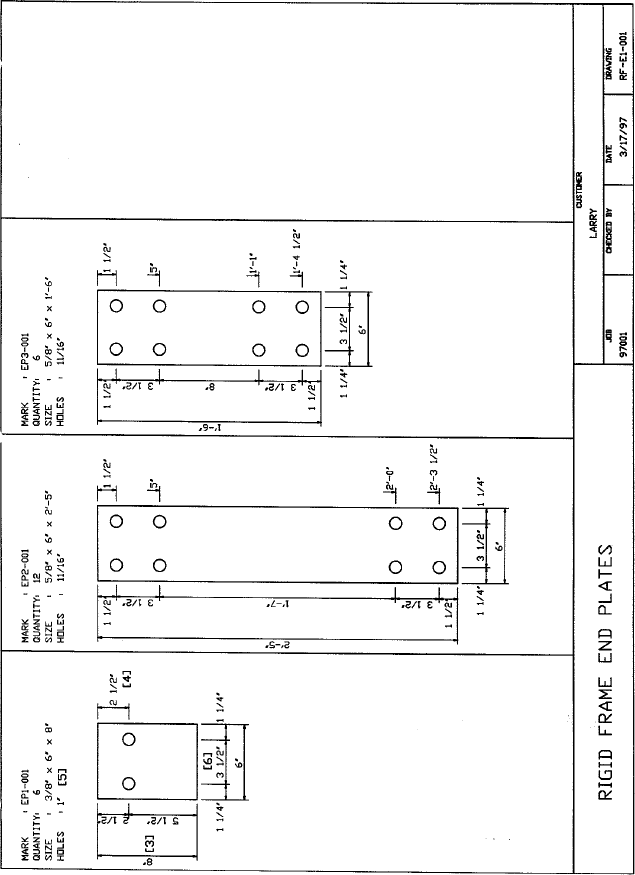 MARK : EP1-001
QUANTITY: 6
SIZE : 3/8" x 6" x 8"
HOLES : 1" [5]
2 1/2" [4]
2 1/2"
5 1/2"
[3]
8"
1 1/4"
[6]
3 1/2"
1 1/4"
6"
MARK : EP2-001
QUANTITY: 12
SIZE : 5/8" x 6" x 2'-5"
HOLES : 11/16"
1 1/2"
5"
2'-0"
2'-3 1/2"
1 1/2"
3 1/2"
1'-7"
3 1/2"
1 1/2"
2'-5"
1 1/4"
3 1/2"
1 1/4"
6"
MARK : EP3-001
QUANTITY: 6
SIZE : 5/8" x 6" x 1'-6"
HOLES : 11/16"
1 1/2"
5"
1'-1"
1'-4 1/2"
1 1/2"
3 1/2"
8"
3 1/2"
1 1/2"
1'-6"
1 1/4"
3 1/2"
1 1/4"
6"
RIGID FRAME END PLATES
CUSTOMER
LARRY
JOB
97001
CHECKED BY
DATE
3/17/97
DRAWING
RF-E1-001